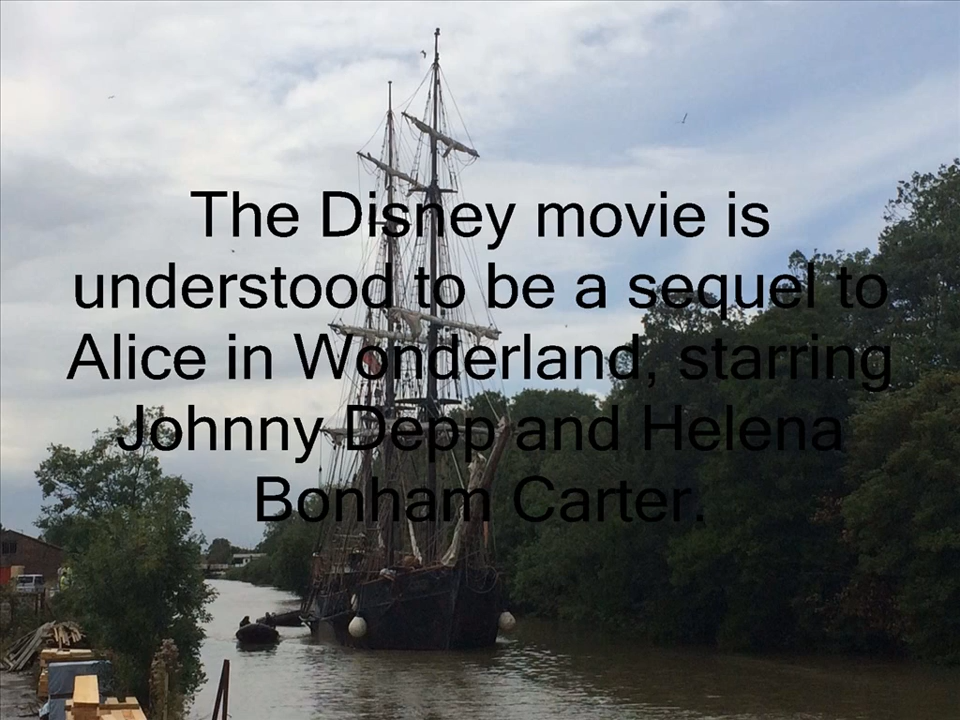 The Disney movie is
understood to be a sequel to
Alice in Wonderland, starring
Johnny Depp and Helena
Bonham Carter.